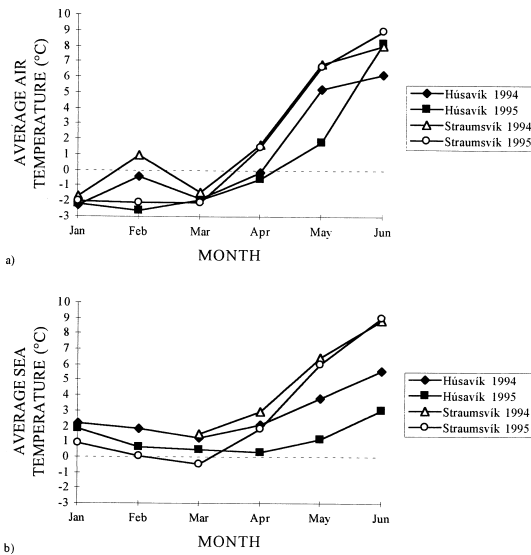 10
9
8
7
6
5
4
3
2
1
0
-1
-2
-3
AVERAGE AIR
TEMPERATURE (°C)
Jan Feb Mar Apr May Jun
MONTH
Húsavík 1994
Húsavík 1995
Straumsvík 1994
Straumsvík 1995
a)
10
9
8
7
6
5
4
3
2
1
0
-1
-2
-3
AVERAGE SEA
TEMPERATURE (°C)
Jan Feb Mar Apr May Jun
MONTH
Húsavík 1994
Húsavík 1995
Straumsvík 1994
Straumsvík 1995
b)